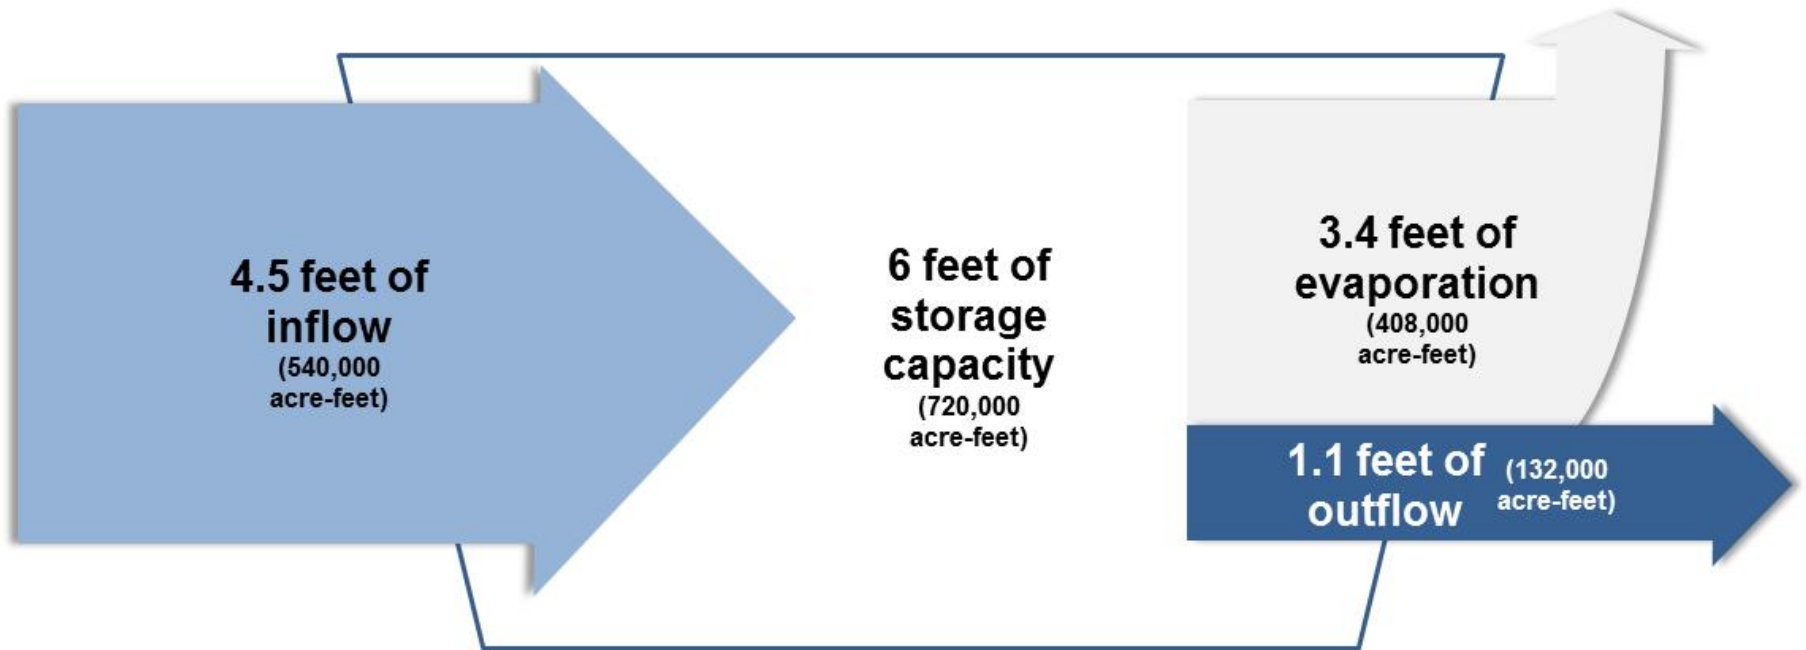 4.5 feet of
inflow
(540,000
acre-feet)
6 feet of
storage
capacity
(720,000
acre-feet)
3.4 feet of
evaporation
(408,000
acre-feet)
1.1 feet of
outflow
(132,000
acre-feet)